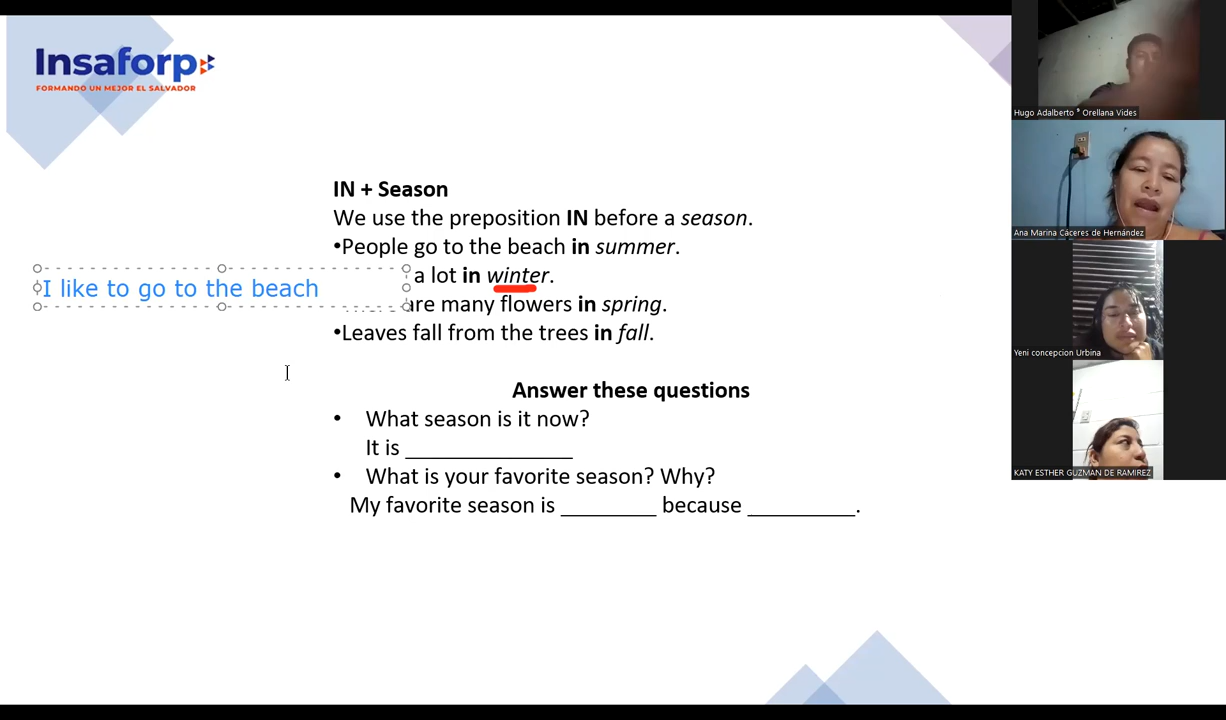 Insaforp
FORMANDO UN MEJOR EL SALVADOR
IN + Season
We use the preposition IN before a season.
•People go to the beach in summer.
a lot in winter.
I like to go to the beach
are many flowers in spring.
•Leaves fall from the trees in fall.
Answer these questions
• What season is it now?
It is _______________
• What is your favorite season? Why?
My favorite season is ________ because _________.
Hugo Adalberto ° Orellana Vides
Ana Marina Cáceres de Hernández
Yeni concepcion Urbina
KATY ESTHER GUZMAN DE RAMIREZ